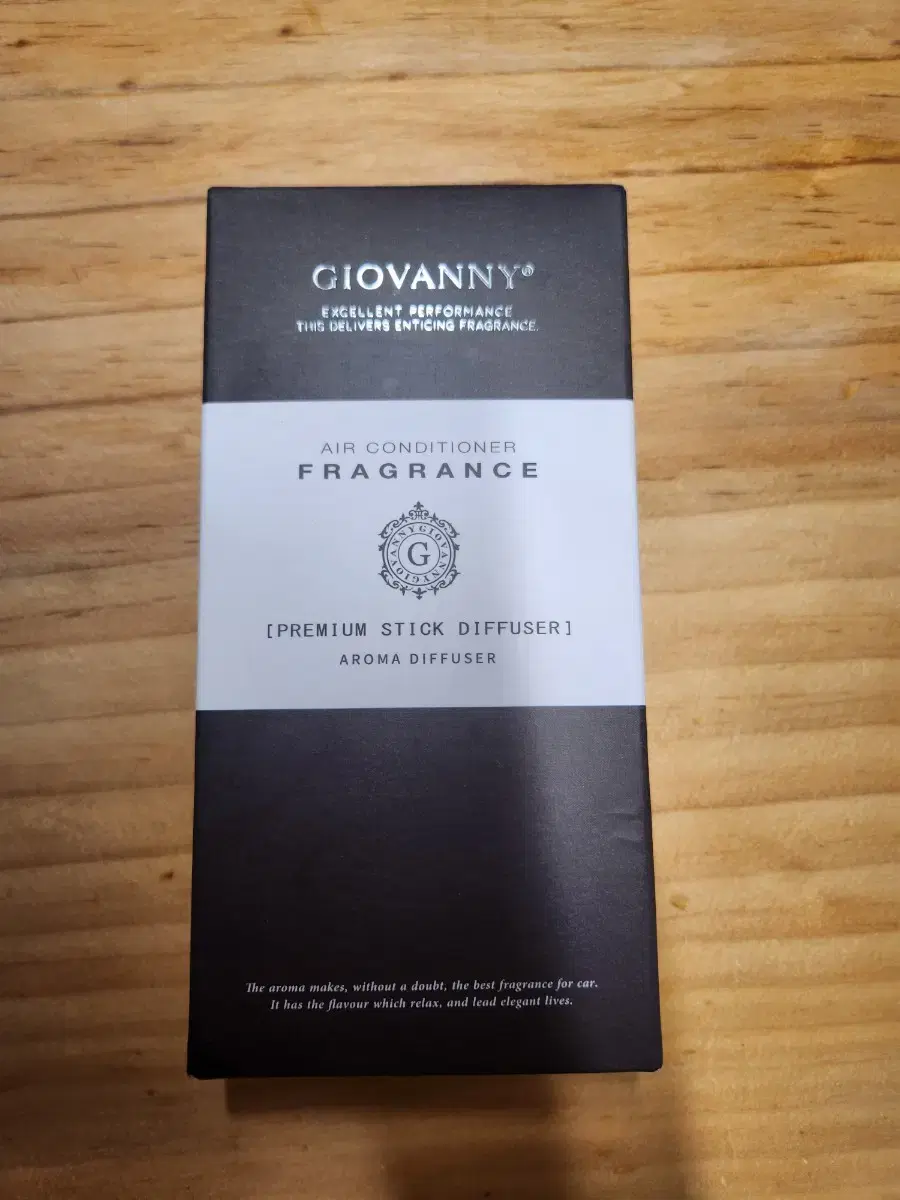 GIOVANNY®
EXCELLENT PERFORMANCE
THIS DELIVERS ENTICING FRAGRANCE.
AIR CONDITIONER
FRAGRANCE
GIOVANNYGIOVANNYGIOVANNY
G
[PREMIUM STICK DIFFUSER]
AROMA DIFFUSER
The aroma makes, without a doubt, the best fragrance for car.
It has the flavour which relax, and lead elegant lives.